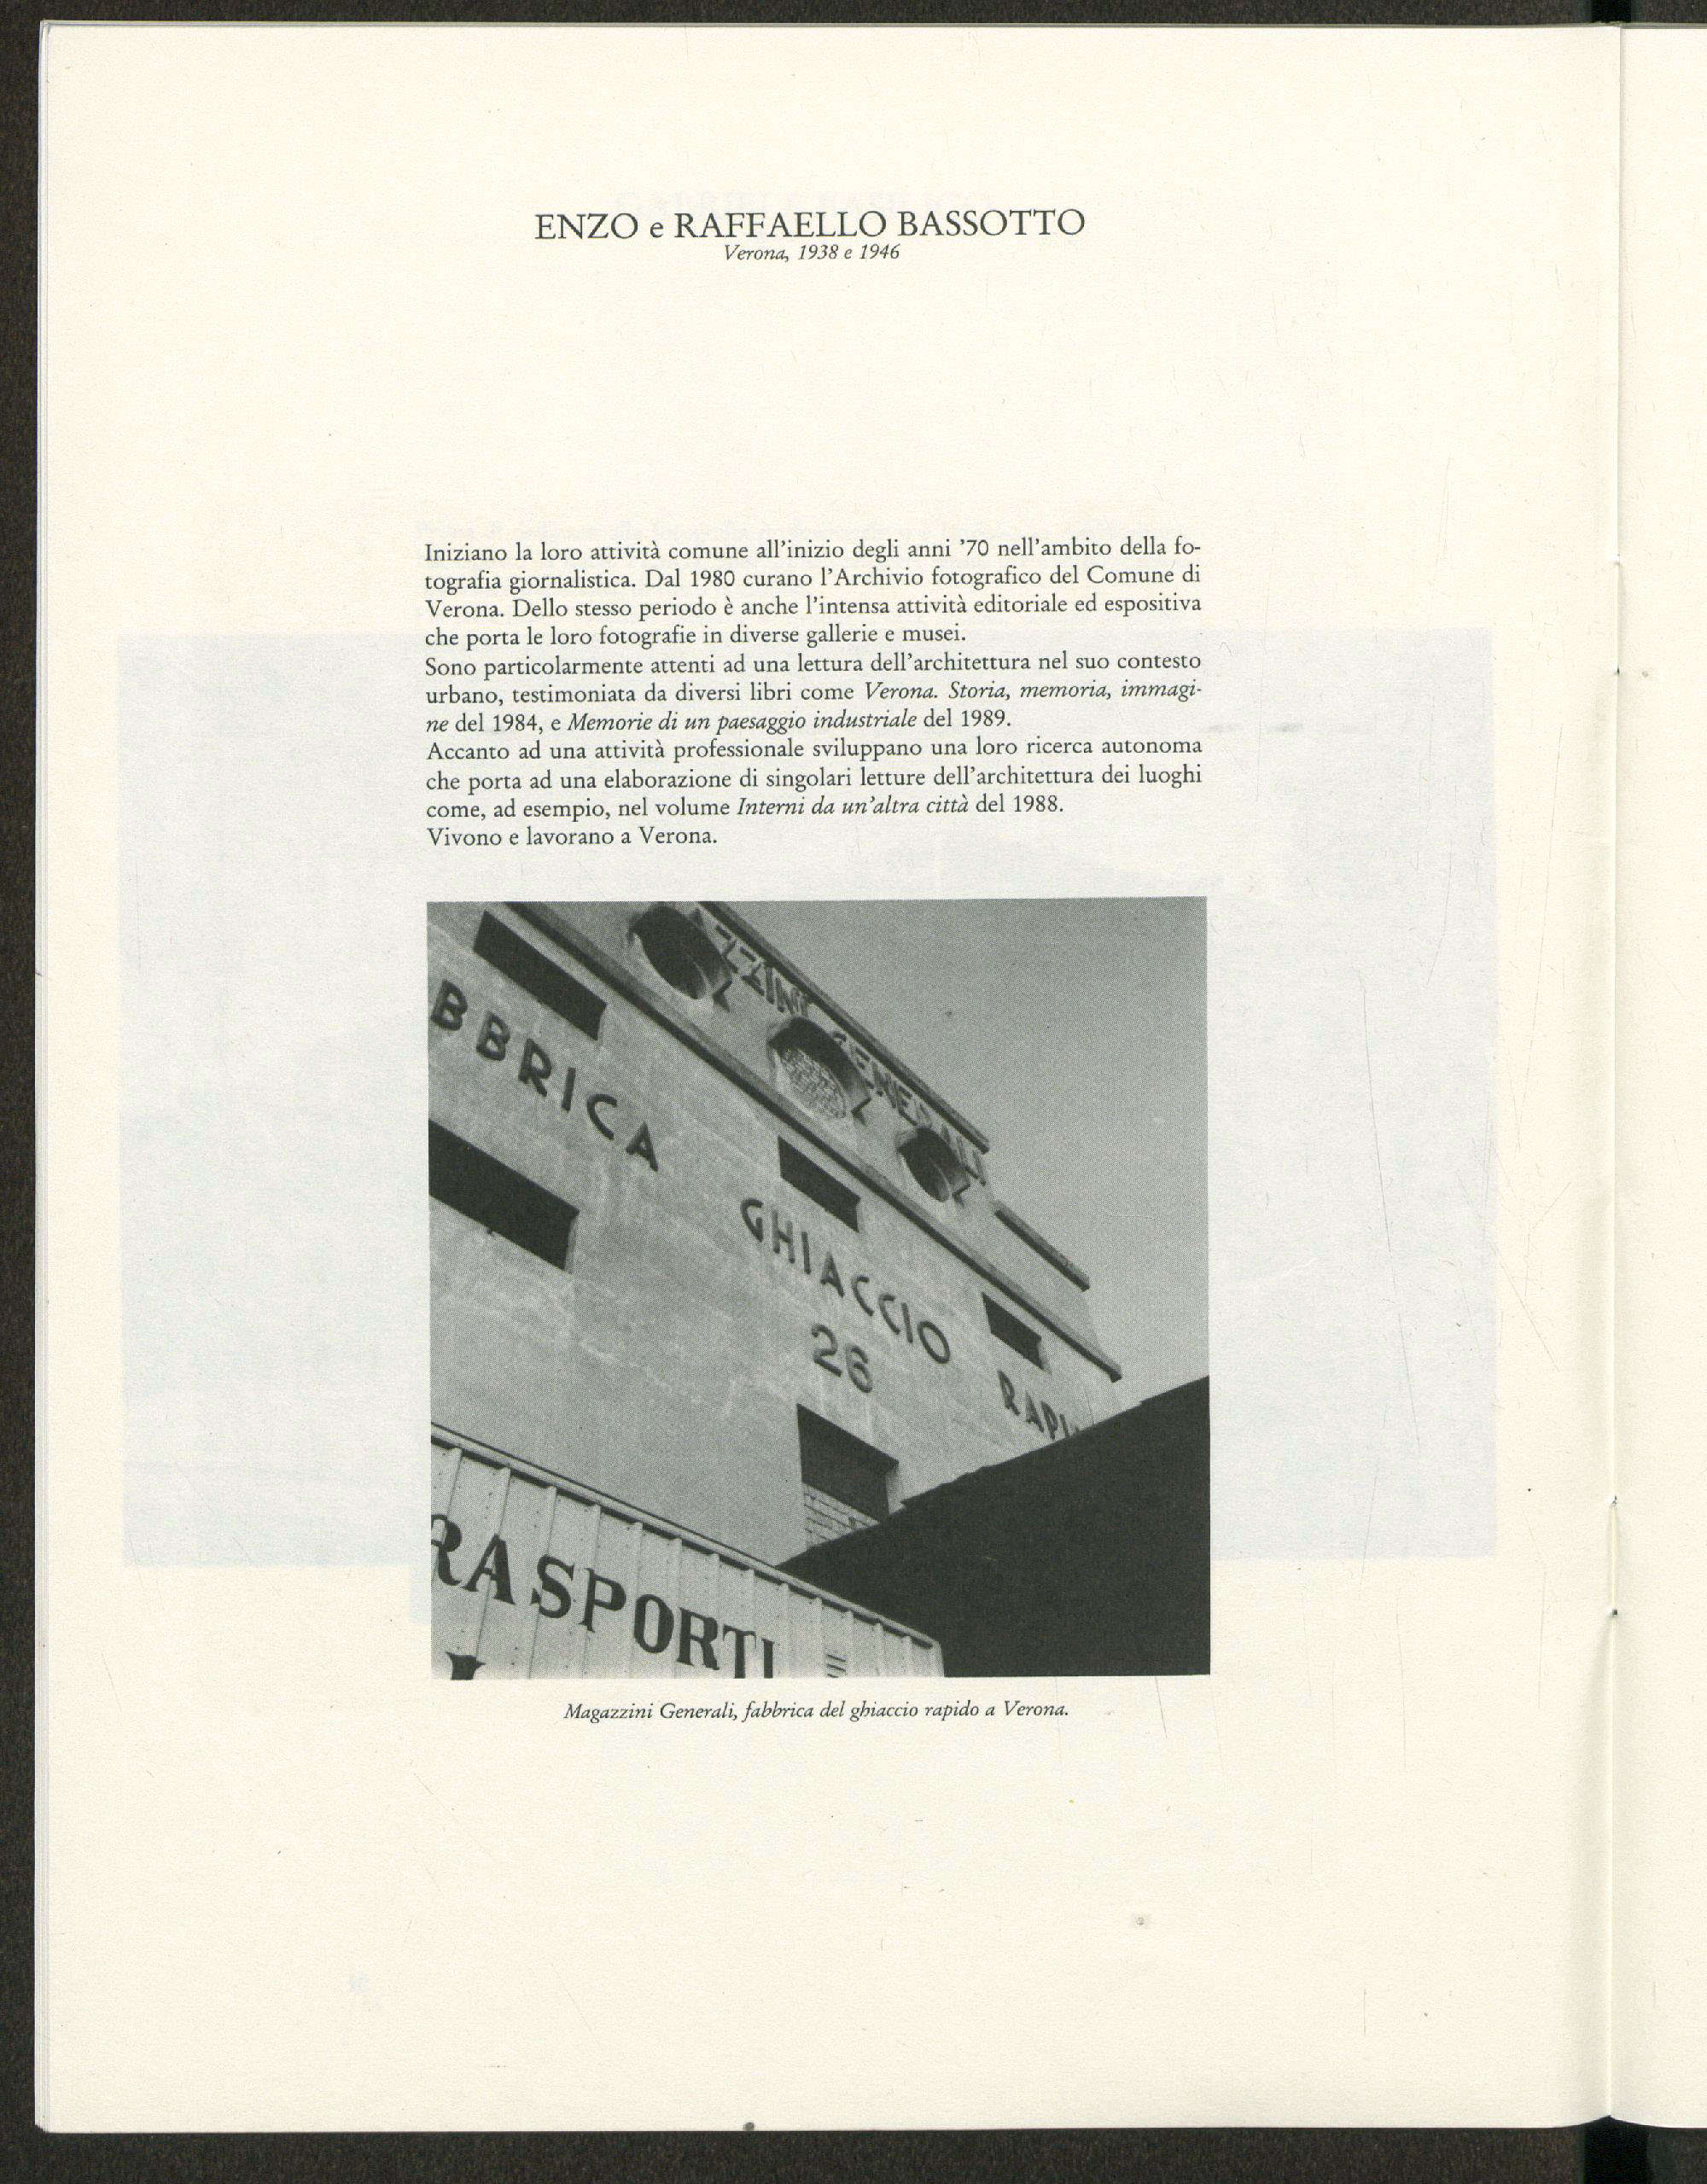 ENZO e RAFFAELLO BASSOTTO
Verona, 1938 e 1946
Iniziano la loro attività comune all'inizio degli anni '70 nell'ambito della fo-
tografia giornalistica. Dal 1980 curano l'Archivio fotografico del Comune di
Verona. Dello stesso periodo è anche l'intensa attività editoriale ed espositiva
che porta le loro fotografie in diverse gallerie e musei.
Sono particolarmente attenti ad una lettura dell'architettura nel suo contesto
urbano, testimoniata da diversi libri come Verona. Storia, memoria, immagi-
ne del 1984, e Memorie di un paesaggio industriale del 1989.
Accanto ad una attività professionale sviluppano una loro ricerca autonoma
che porta ad una elaborazione di singolari letture dell'architettura dei luoghi
come, ad esempio, nel volume Interni da un'altra città del 1988.
Vivono e lavorano a Verona.
ZZINI GENERALI
BBRICA
GHIACCIO
26
RAPI
RASPORTI
Magazzini Generali, fabbrica del ghiaccio rapido a Verona.